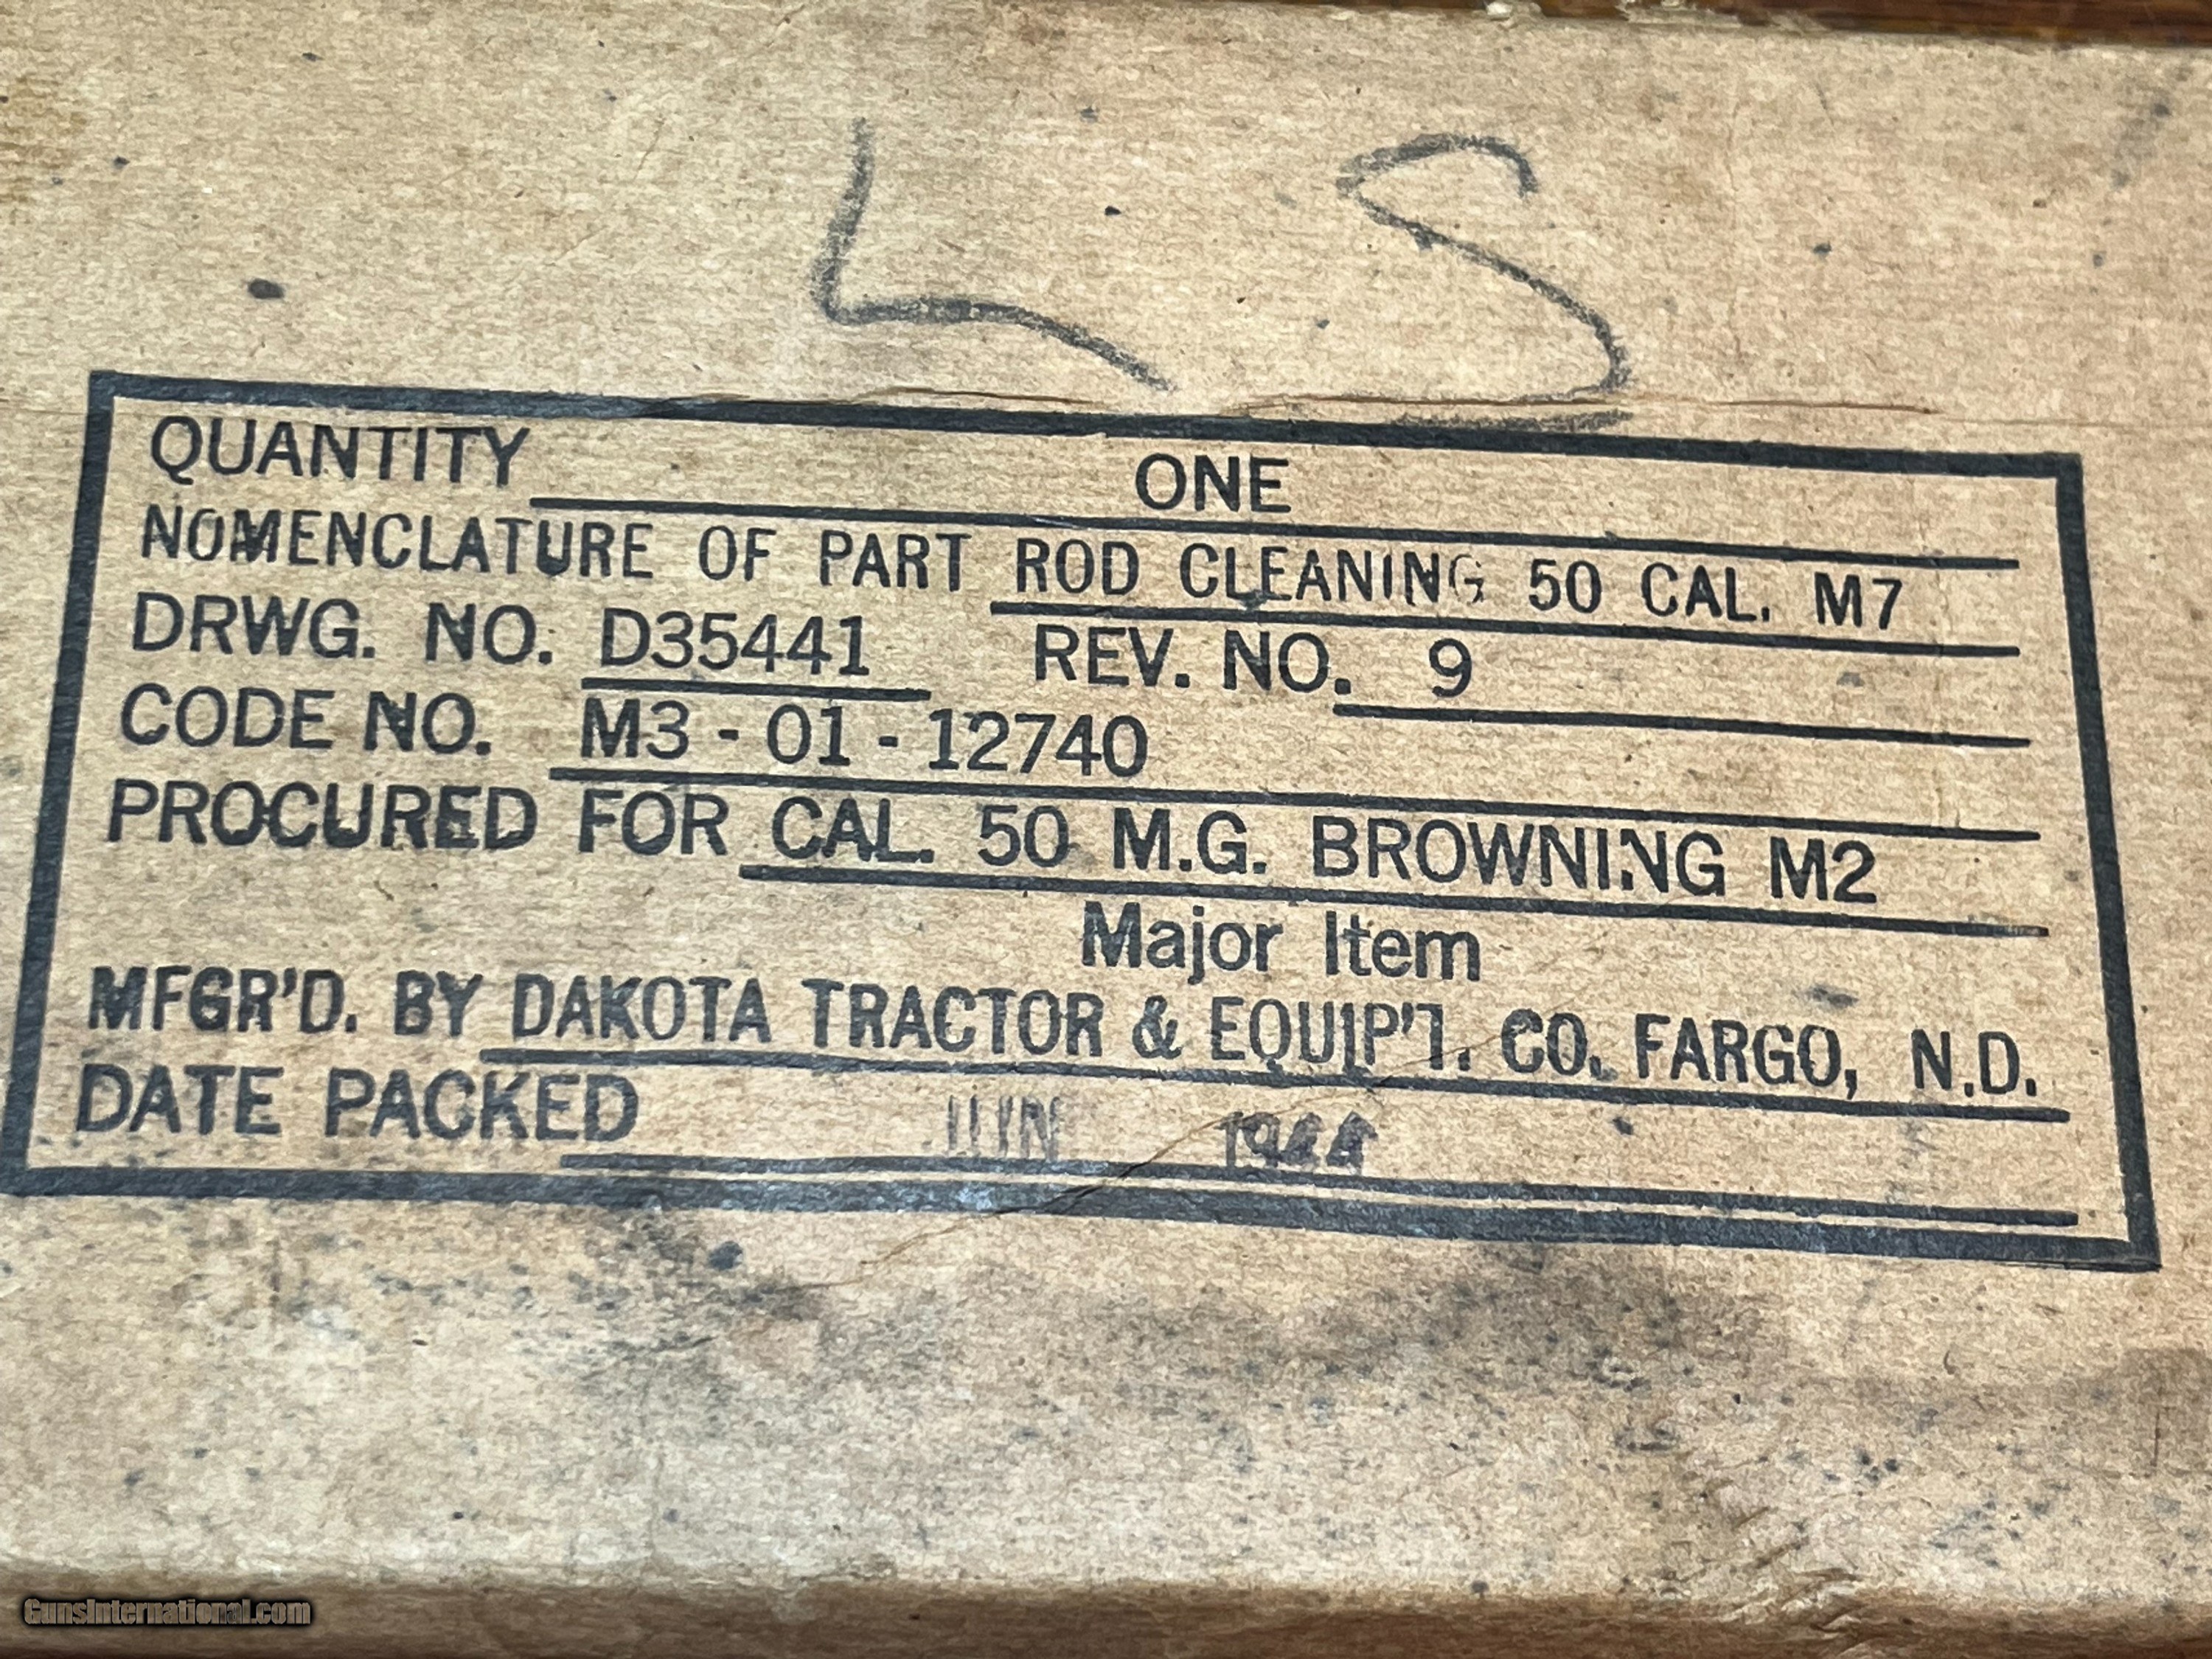 L S
QUANTITY ONE
NOMENCLATURE OF PART ROD CLEANING 50 CAL. M7
DRWG. NO. D35441 REV. NO. 9
CODE NO. M3 - 01 - 12740
PROCURED FOR CAL. 50 M.G. BROWNING M2
Major Item
MFGR'D. BY DAKOTA TRACTOR & EQUIP'T. CO. FARGO, N.D.
DATE PACKED JUN 1944
GunsInternational.com